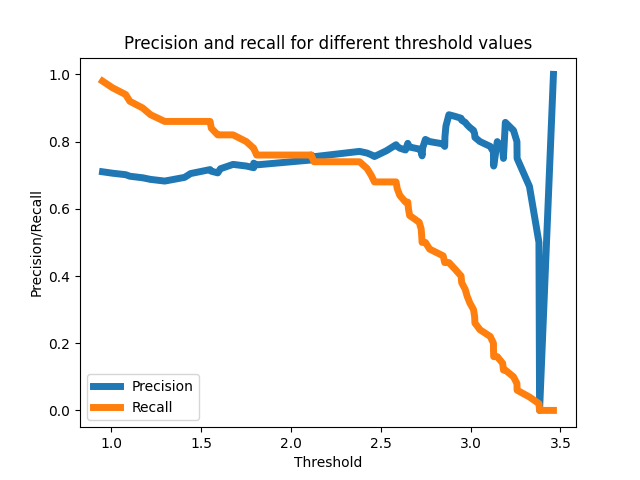 Precision and recall for different threshold values
Precision/Recall
1.0
0.8
0.6
0.4
0.2
0.0
Precision
Recall
1.0 1.5 2.0 2.5 3.0 3.5
Threshold